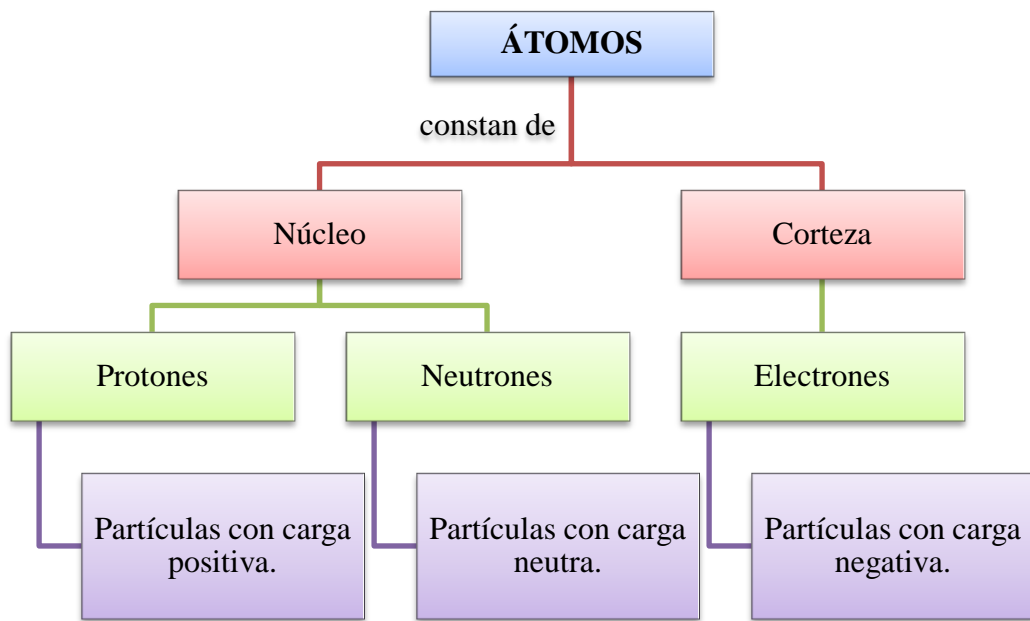 ÁTOMOS
constan de
Núcleo
Corteza
Protones
Neutrones
Electrones
Partículas con carga
positiva.
Partículas con carga
neutra.
Partículas con carga
negativa.